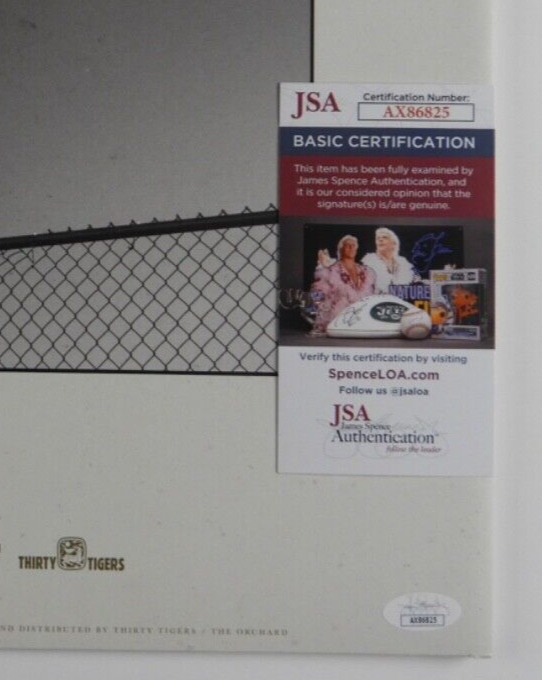 JSA
Certification Number:
AX86825
BASIC CERTIFICATION
This item has been fully examined by
James Spence Authentication, and
it is our considered opinion that the
signature(s) is/are genuine.
NATURE
JETS
Verify this certification by visiting
SpenceLOA.com
Follow us @jsaloa
JSA
James Spence
Authentication
follow the leader
THIRTY TIGERS
ND DISTRIBUTED BY THIRTY TIGERS / THE ORCHARD
AX86825